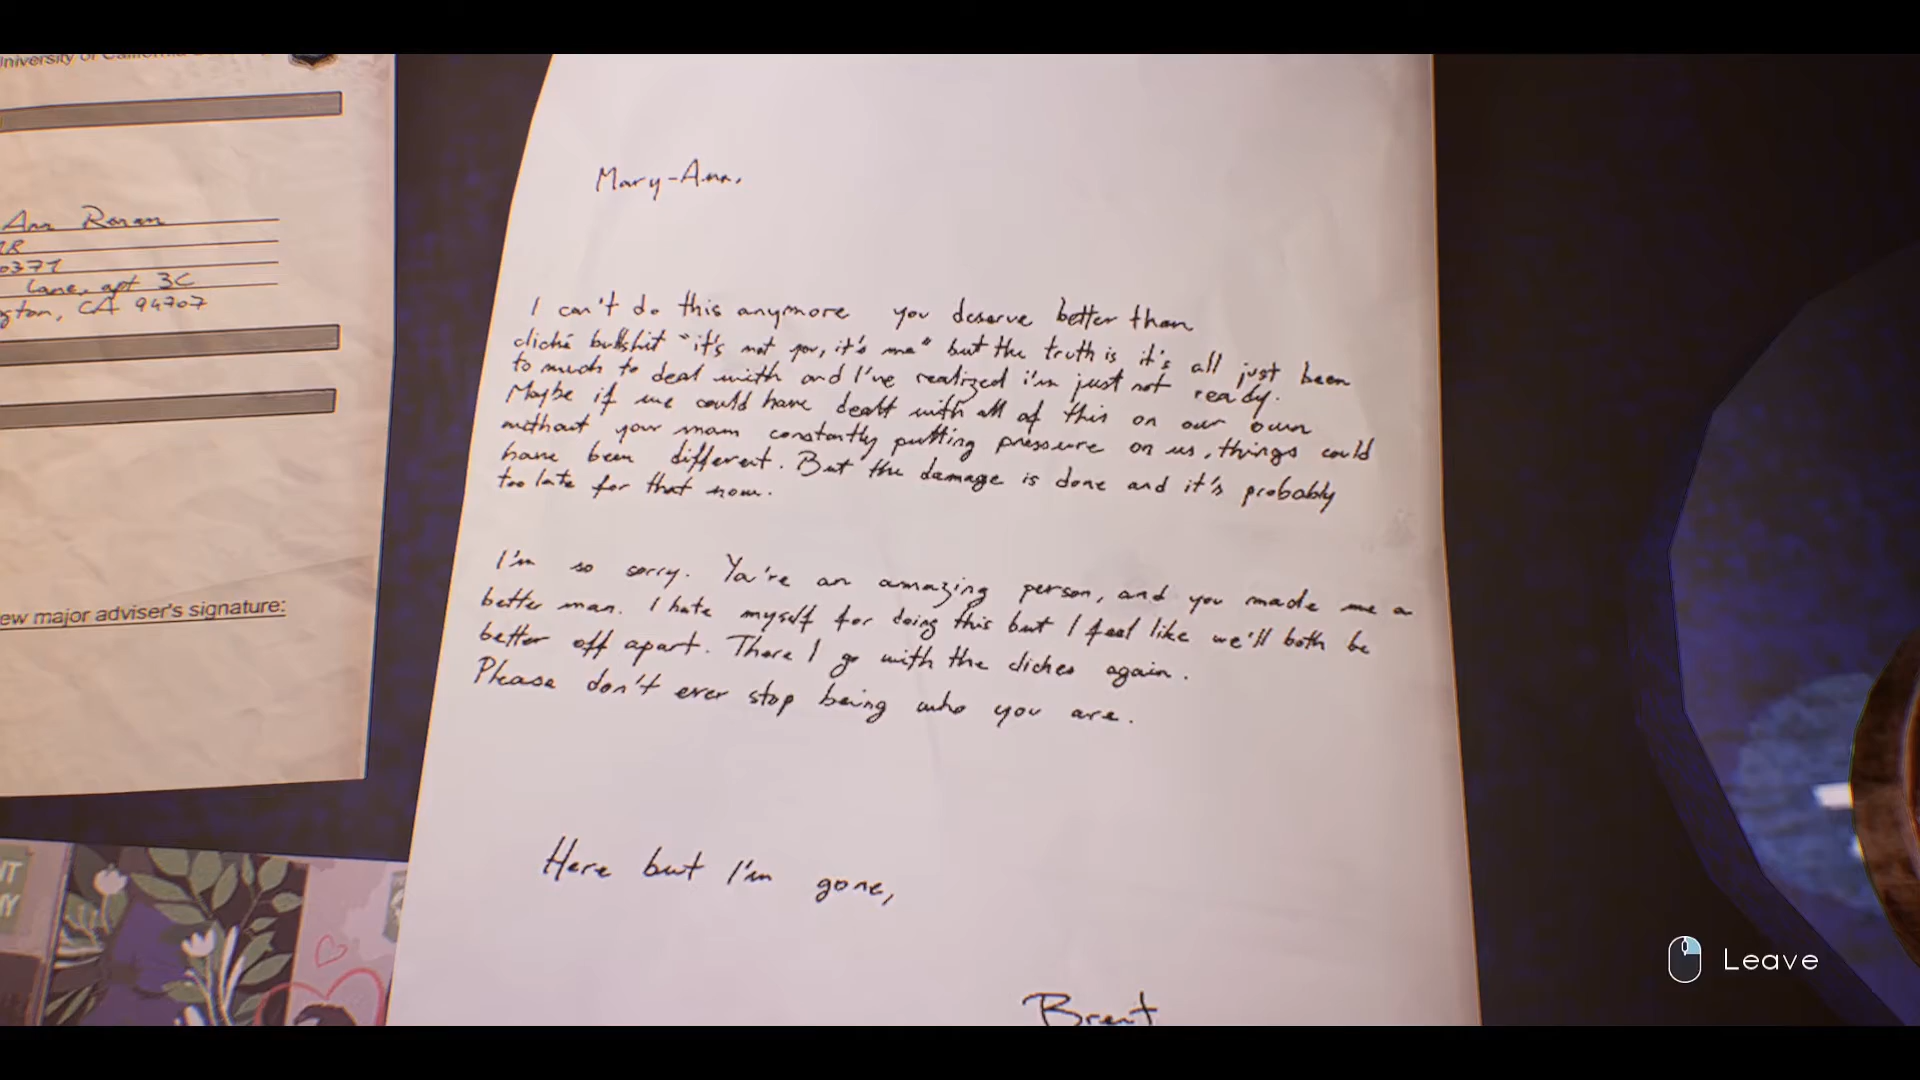 University of California
Ann Ronan
0371
Lane, apt 3C
gton, CA 94707
ew major adviser's signature:
Mary-Ann,
I can't do this anymore you deserve better than
cliché bullshit "it's not you, it's me" but the truth is it's all just been
to much to deal with and I've realized i'm just not ready.
Maybe if we could have dealt with all of this on our own
without your mom constantly putting pressure on us, things could
have been different. But the damage is done and it's probably
too late for that now.
I'm so sorry. You're an amazing person, and you made me a
better man. I hate myself for doing this but I feel like we'll both be
better off apart. There I go with the cliches again.
Please don't ever stop being who you are.
Here but I'm gone,
Brent
Leave